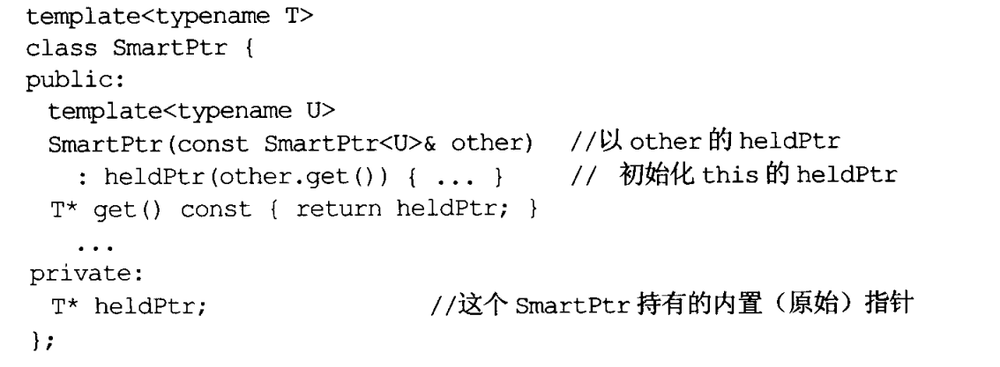 template<typename T>
class SmartPtr {
public:
  template<typename U>
  SmartPtr(const SmartPtr<U>& other)  //以 other 的 heldPtr
    : heldPtr(other.get()) { ... }    // 初始化 this 的 heldPtr
  T* get() const { return heldPtr; }
    ...
private:
  T* heldPtr;                //这个 SmartPtr 持有的内置（原始）指针
};